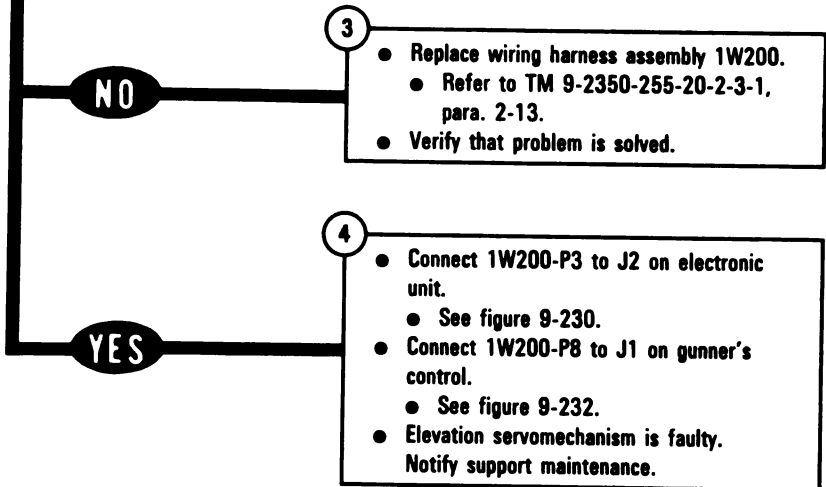 3
● Replace wiring harness assembly 1W200.
● Refer to TM 9-2350-255-20-2-3-1,
para. 2-13.
● Verify that problem is solved.
NO
4
● Connect 1W200-P3 to J2 on electronic
unit.
● See figure 9-230.
● Connect 1W200-P8 to J1 on gunner's
control.
● See figure 9-232.
● Elevation servomechanism is faulty.
Notify support maintenance.
YES